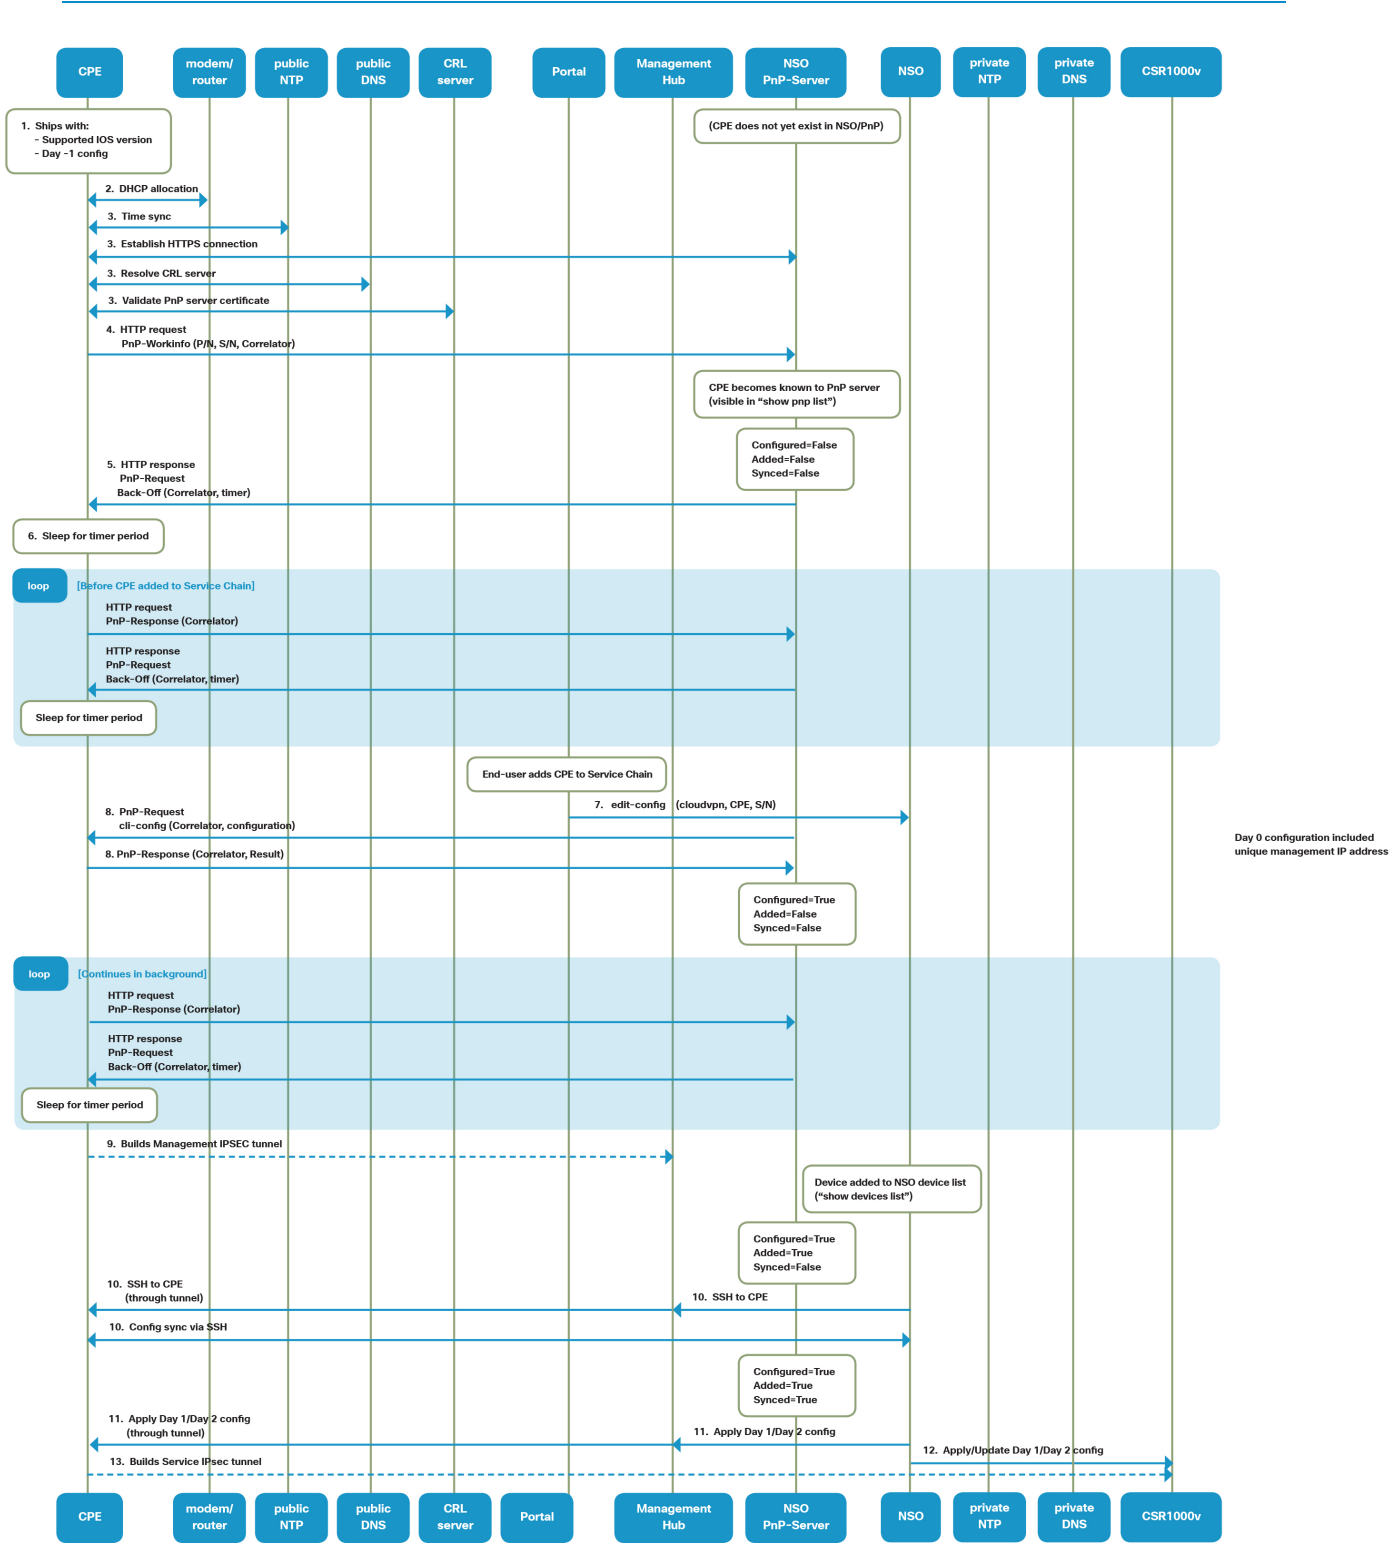 CPE
modem/
router
public
NTP
public
DNS
CRL
server
Portal
Management
Hub
NSO
PnP-Server
NSO
private
NTP
private
DNS
CSR1000v
1. Ships with:
- Supported IOS version
- Day -1 config
(CPE does not yet exist in NSO/PnP)
2. DHCP allocation
3. Time sync
3. Establish HTTPS connection
3. Resolve CRL server
3. Validate PnP server certificate
4. HTTP request
PnP-Workinfo (P/N, S/N, Correlator)
CPE becomes known to PnP server
(visible in “show pnp list”)
Configured=False
Added=False
Synced=False
5. HTTP response
PnP-Request
Back-Off (Correlator, timer)
6. Sleep for timer period
loop
[Before CPE added to Service Chain]
HTTP request
PnP-Response (Correlator)
HTTP response
PnP-Request
Back-Off (Correlator, timer)
Sleep for timer period
End-user adds CPE to Service Chain
7. edit-config (cloudvpn, CPE, S/N)
8. PnP-Request
cli-config (Correlator, configuration)
Day 0 configuration included
unique management IP address
8. PnP-Response (Correlator, Result)
Configured=True
Added=False
Synced=False
loop
[Continues in background]
HTTP request
PnP-Response (Correlator)
HTTP response
PnP-Request
Back-Off (Correlator, timer)
Sleep for timer period
9. Builds Management IPSEC tunnel
Device added to NSO device list
(“show devices list”)
Configured=True
Added=True
Synced=False
10. SSH to CPE
(through tunnel)
10. SSH to CPE
10. Config sync via SSH
Configured=True
Added=True
Synced=True
11. Apply Day 1/Day 2 config
(through tunnel)
11. Apply Day 1/Day 2 config
12. Apply/Update Day 1/Day 2 config
13. Builds Service IPsec tunnel
CPE
modem/
router
public
NTP
public
DNS
CRL
server
Portal
Management
Hub
NSO
PnP-Server
NSO
private
NTP
private
DNS
CSR1000v